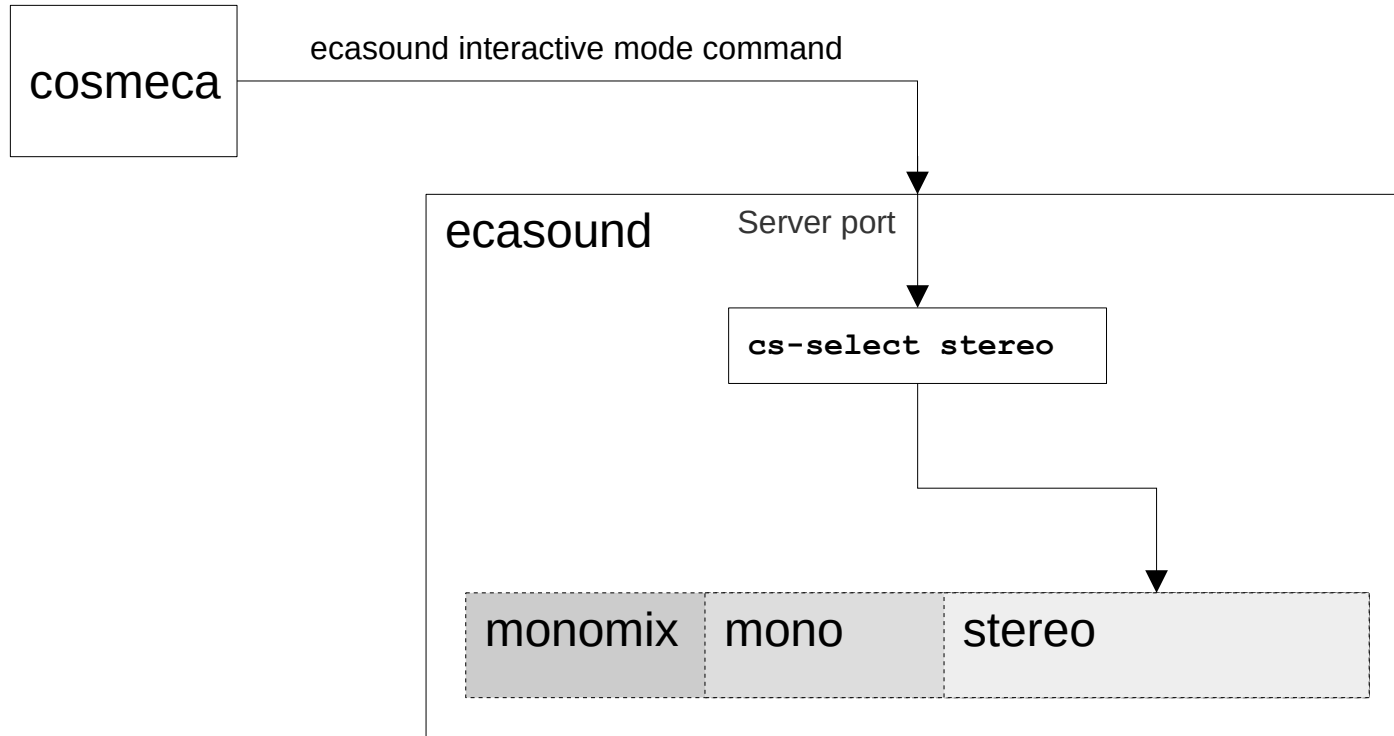 cosmeca
ecasound interactive mode command
ecasound
Server port
cs-select stereo
monomix
mono
stereo